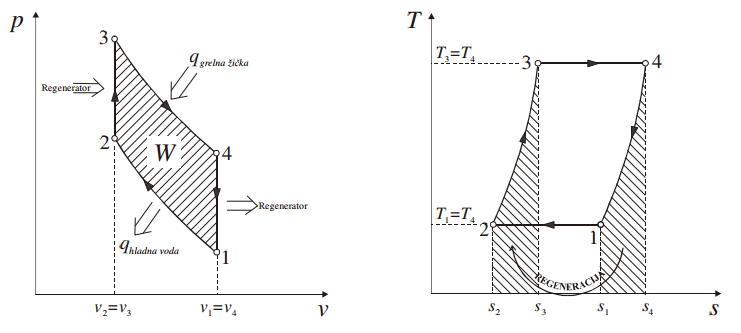 p
3
q grelna žička
Regenerator
2
W
4
Regenerator
q hladna voda
1
v₂=v₃
v₁=v₄
v
T
T₃=T₄
3
4
T₁=T₄
2
1
REGENERACIJA
s₂
s₃
s₁
s₄
s